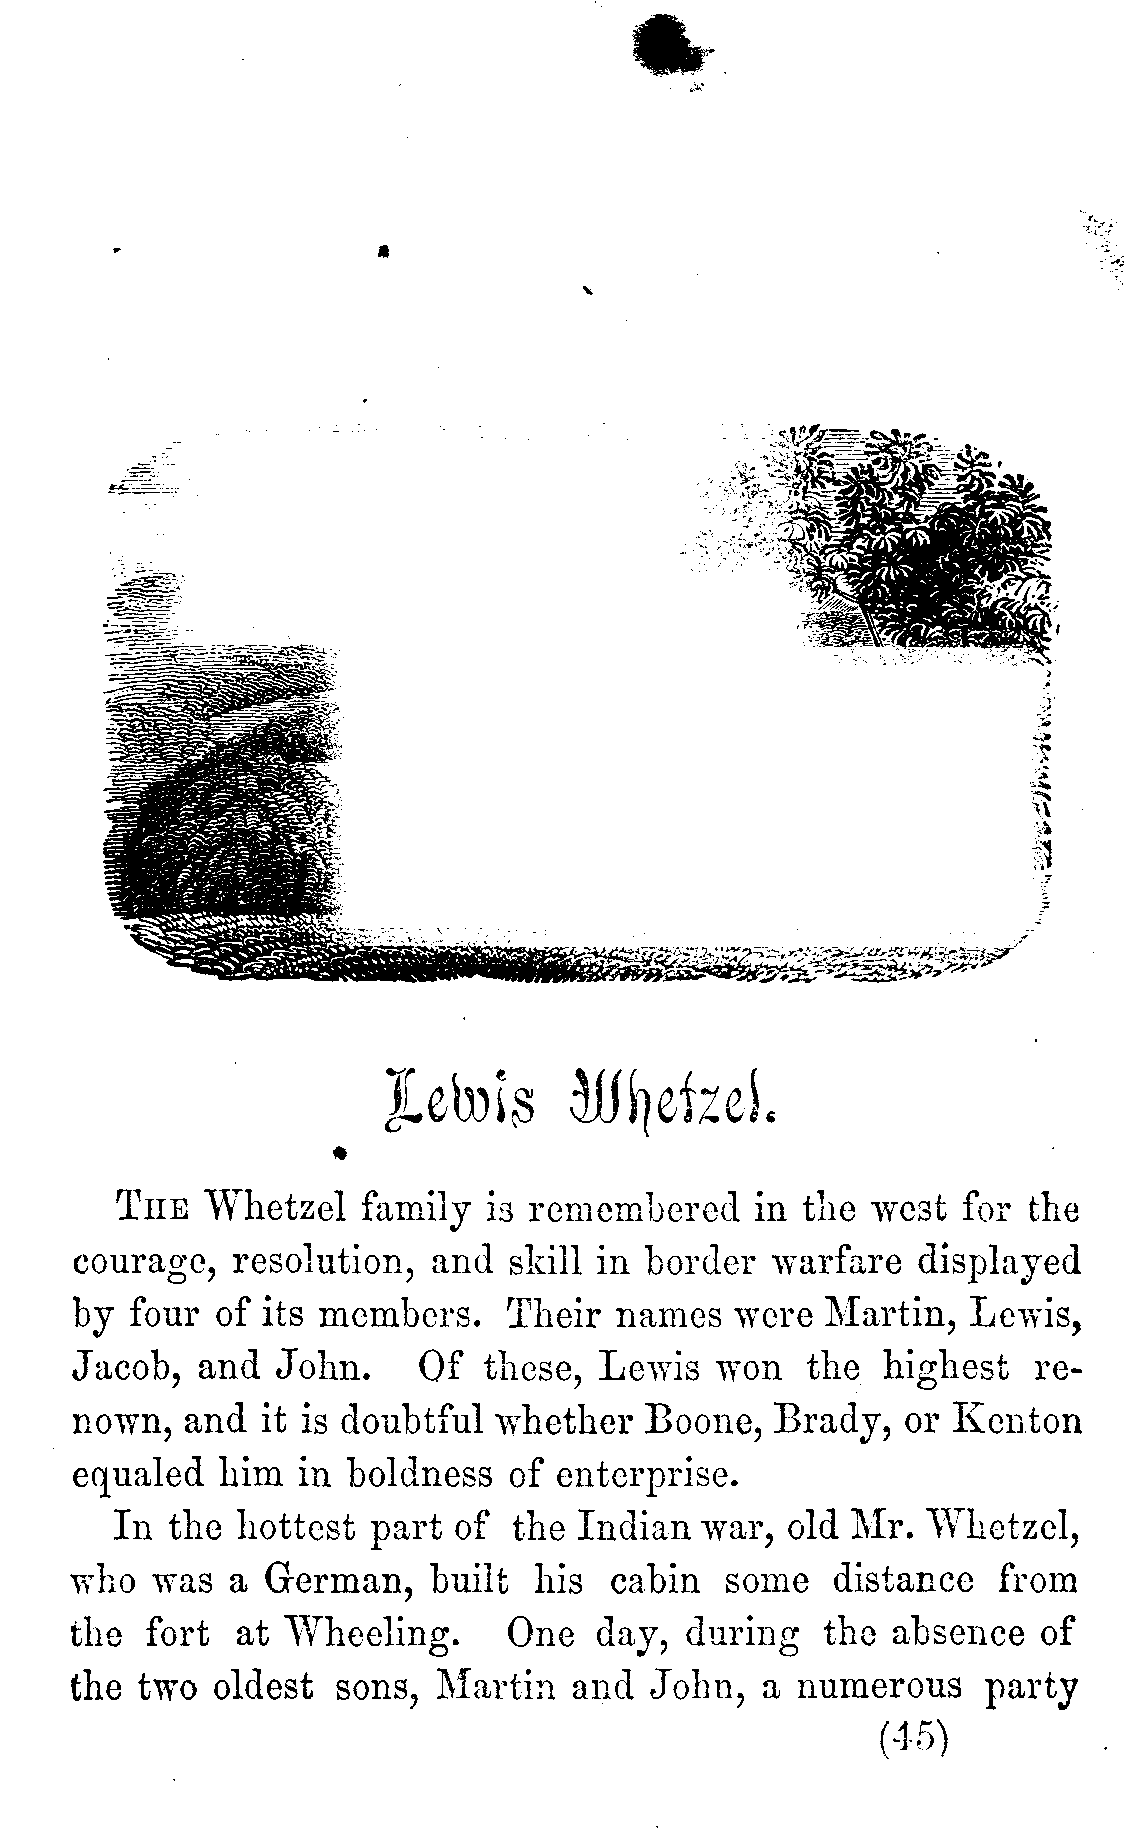 Lewis Whetzel.
THE Whetzel family is remembered in the west for the
courage, resolution, and skill in border warfare displayed
by four of its members. Their names were Martin, Lewis,
Jacob, and John. Of these, Lewis won the highest re-
nown, and it is doubtful whether Boone, Brady, or Kenton
equaled him in boldness of enterprise.
In the hottest part of the Indian war, old Mr. Whetzel,
who was a German, built his cabin some distance from
the fort at Wheeling. One day, during the absence of
the two oldest sons, Martin and John, a numerous party
(45)